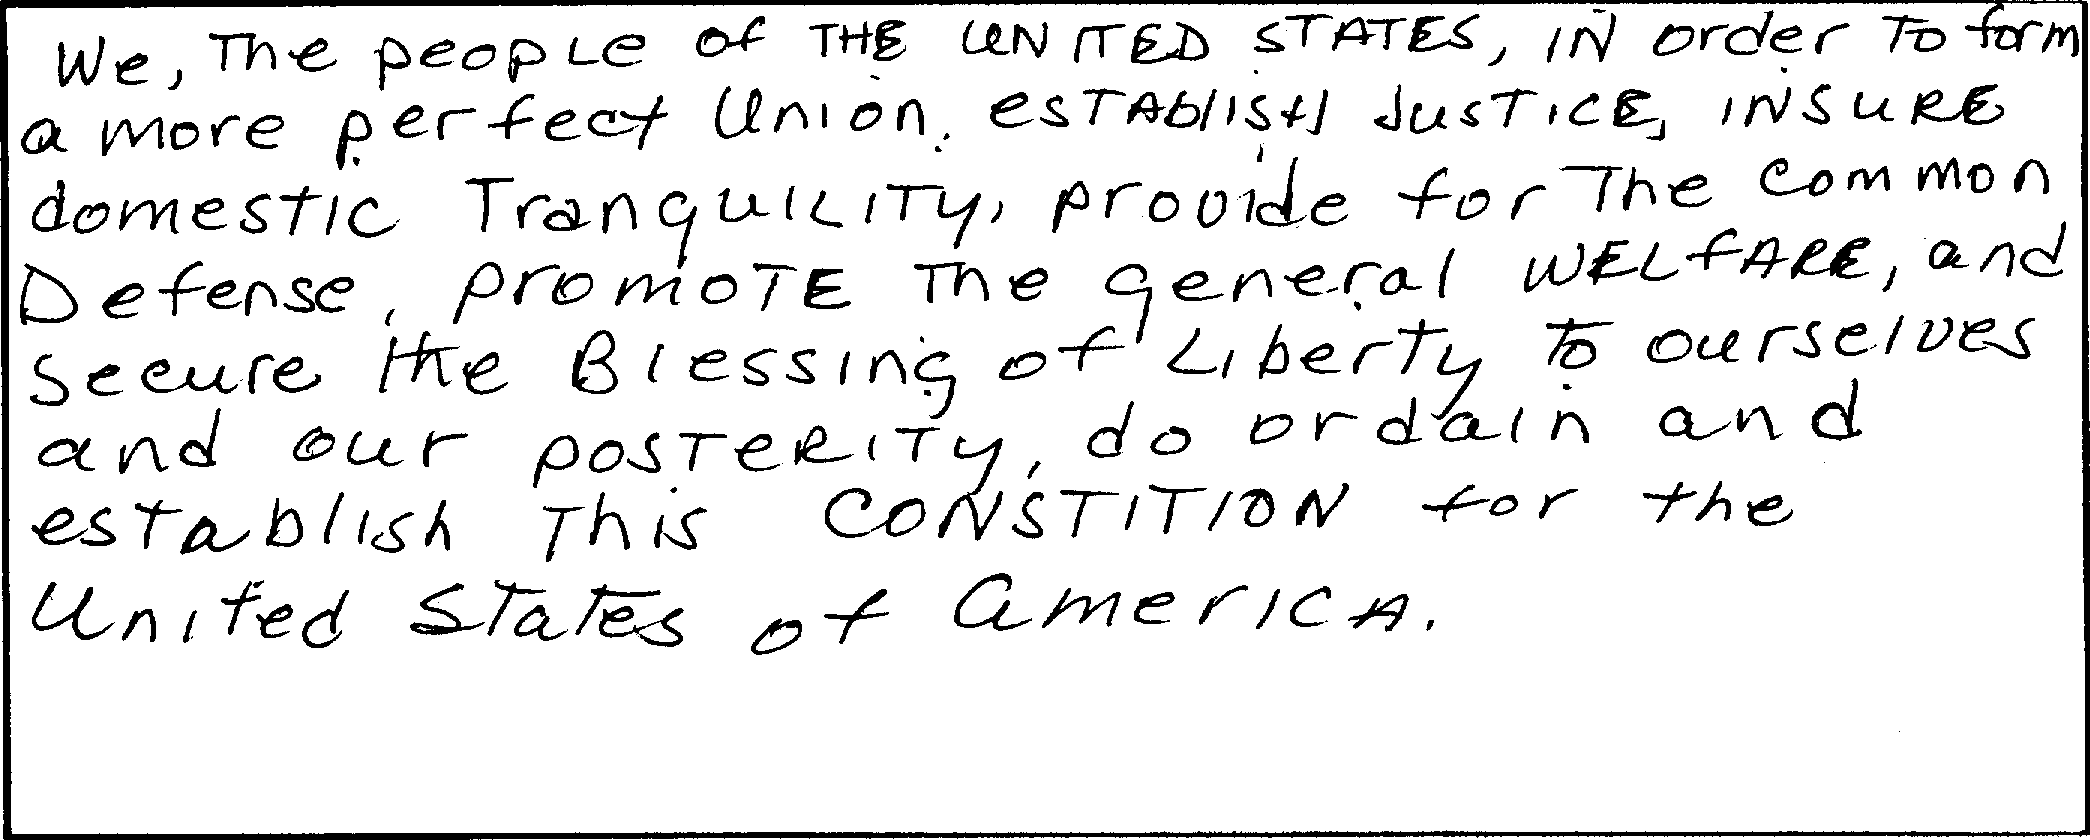 We, The people of THE UNITED STATES, IN order To form
a more perfect Union. esTAblisH JusTICE, INSURE
domestic TranquiLITy, provide for The common
Defense, promoTE The general WELfARE, and
secure the Blessing of Liberty To ourselves
and our posTeRITy, do ordain and
establish This CONSTITION for the
United States of America.